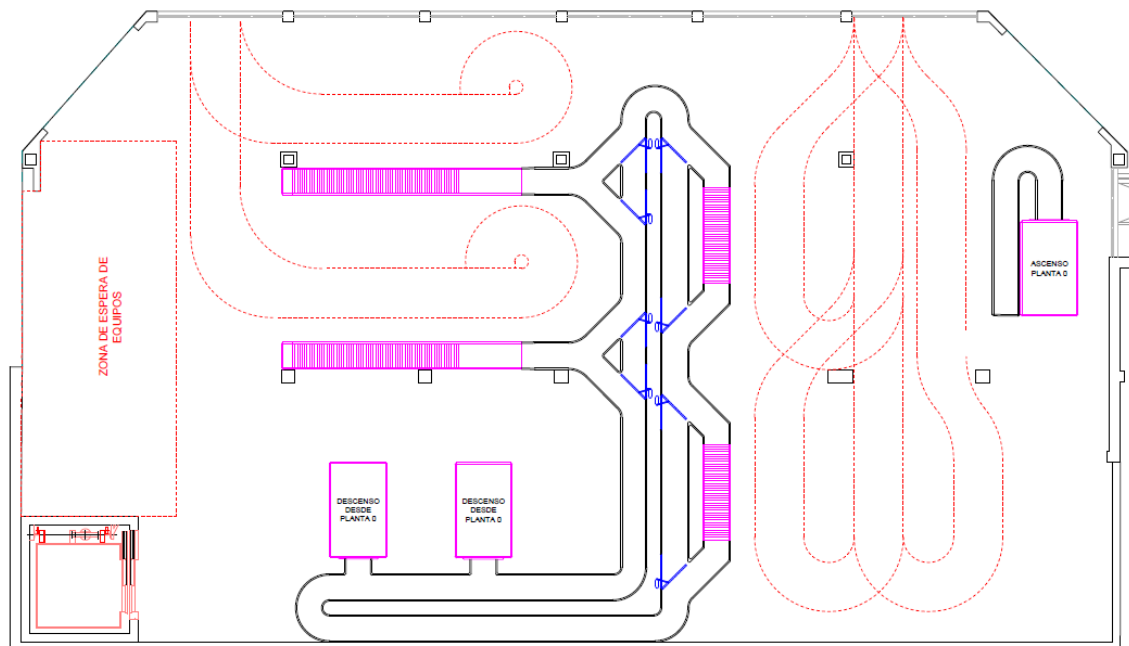 ZONA DE ESPERA DE
EQUIPOS
ASCENSO
PLANTA 0
DESCENSO
DESDE
PLANTA 0
DESCENSO
DESDE
PLANTA 0